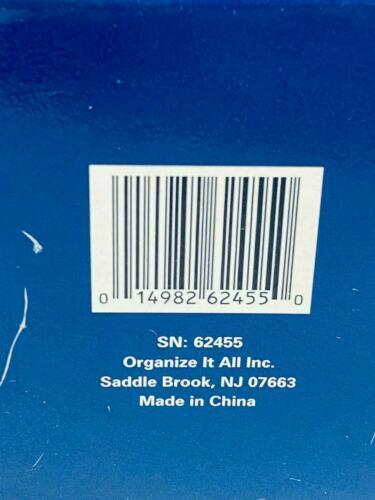 0 14982 62455 0
SN: 62455
Organize It All Inc.
Saddle Brook, NJ 07663
Made in China